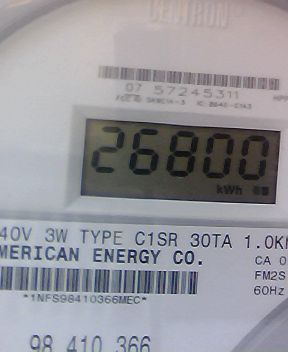 CENTRON®
07 57245311
26800
kWh
40V 3W TYPE C1SR 30TA 1.0K
MERICAN ENERGY CO.
CA 0
FM2S
60Hz
*1NFS98410366MEC*
98 410 366